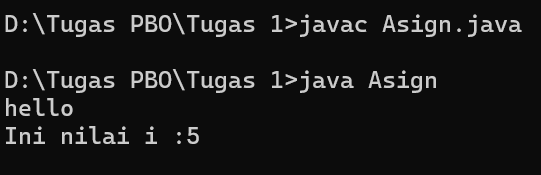 D:\Tugas PBO\Tugas 1>javac Asign.java
D:\Tugas PBO\Tugas 1>java Asign
hello
Ini nilai i :5